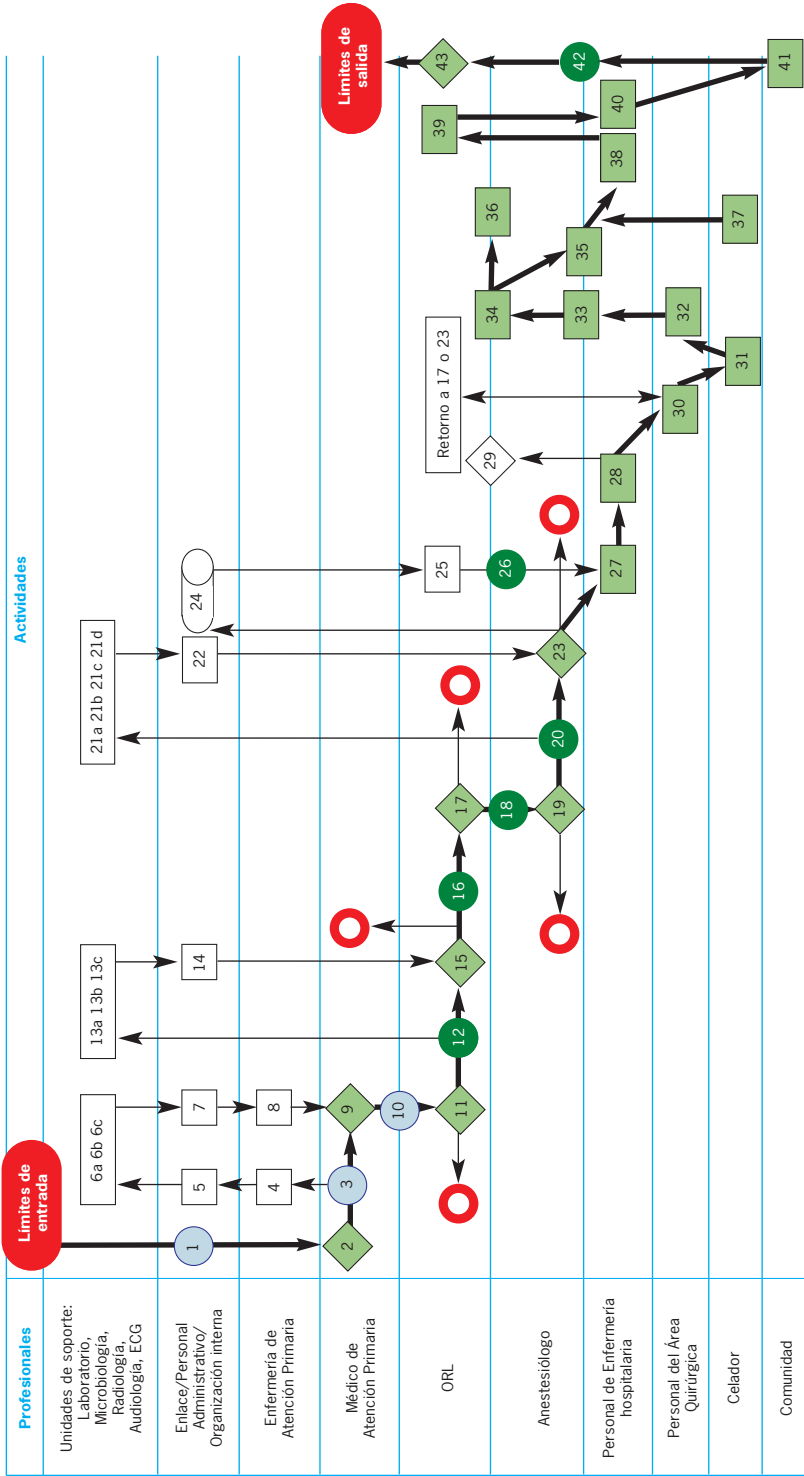 Profesionales
Actividades
Unidades de soporte:
Laboratorio,
Microbiología,
Radiología,
Audiología, ECG
Enlace/Personal
Administrativo/
Organización interna
Enfermería de
Atención Primaria
Médico de
Atención Primaria
ORL
Anestesiólogo
Personal de Enfermería
hospitalaria
Personal del Área
Quirúrgica
Celador
Comunidad
Límites de
entrada
1
2
3
4
5
6a 6b 6c
7
8
9
10
11
12
13a 13b 13c
14
15
16
17
18
19
20
21a 21b 21c 21d
22
23
24
25
26
27
28
29
Retorno a 17 o 23
30
31
32
33
34
35
36
37
38
39
40
41
42
43
Límites de
salida